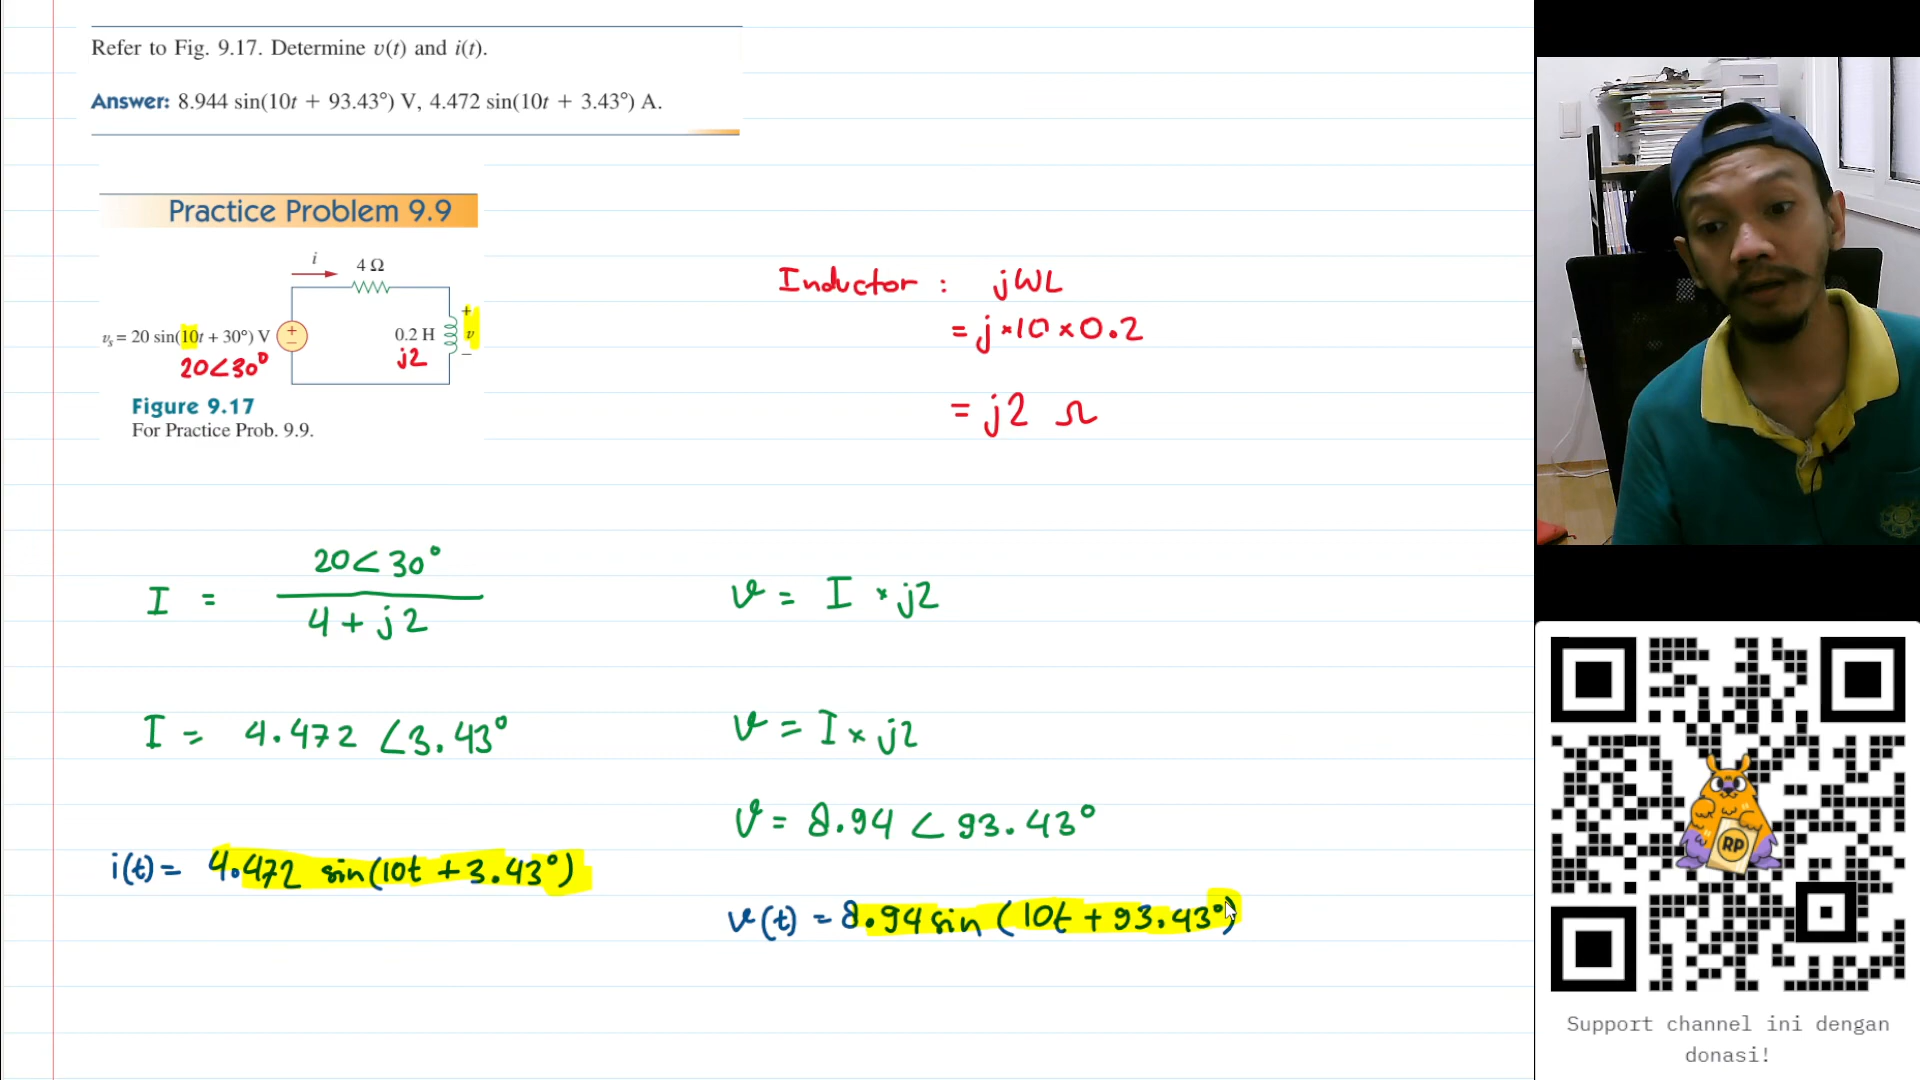 Refer to Fig. 9.17. Determine v(t) and i(t).
Answer: 8.944 sin(10t + 93.43°) V, 4.472 sin(10t + 3.43°) A.
Practice Problem 9.9
i
4 Ω
+
vs = 20 sin(10t + 30°) V
+
−
0.2 H
v
20<30°
j2
−
Figure 9.17
For Practice Prob. 9.9.
Inductor : jWL
= j×10×0.2
= j2 Ω
I = 20<30° / 4 + j2
v = I × j2
I = 4.472 <3.43°
v = I × j2
v = 8.94 < 93.43°
i(t) = 4.472 sin(10t + 3.43°)
v(t) = 8.94 sin (10t + 93.43°)
RP
Support channel ini dengan
donasi!